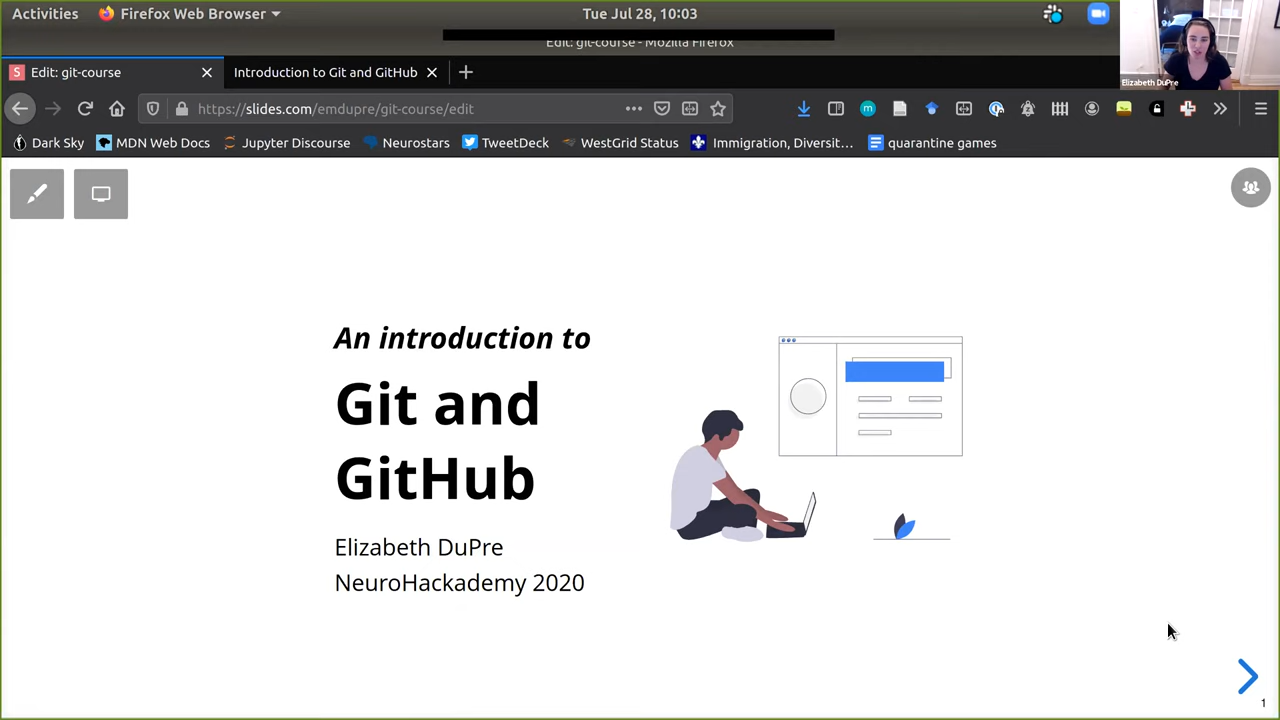 Activities
Firefox Web Browser
Tue Jul 28, 10:03
Edit: git-course - Mozilla Firefox
Elizabeth DuPre
S Edit: git-course
Introduction to Git and GitHub
https://slides.com/emdupre/git-course/edit
Dark Sky
MDN Web Docs
Jupyter Discourse
Neurostars
TweetDeck
WestGrid Status
Immigration, Diversit…
quarantine games
An introduction to
Git and
GitHub
Elizabeth DuPre
NeuroHackademy 2020
1